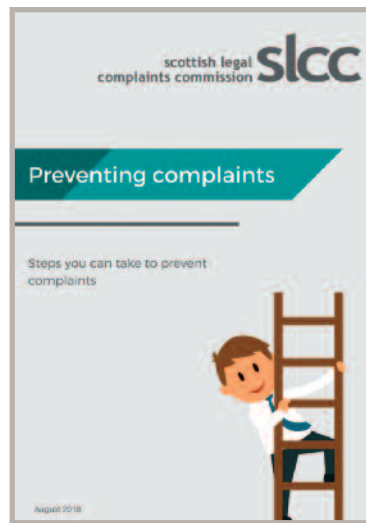 scottish legal
complaints commission
slcc
Preventing complaints
Steps you can take to prevent
complaints
August 2018